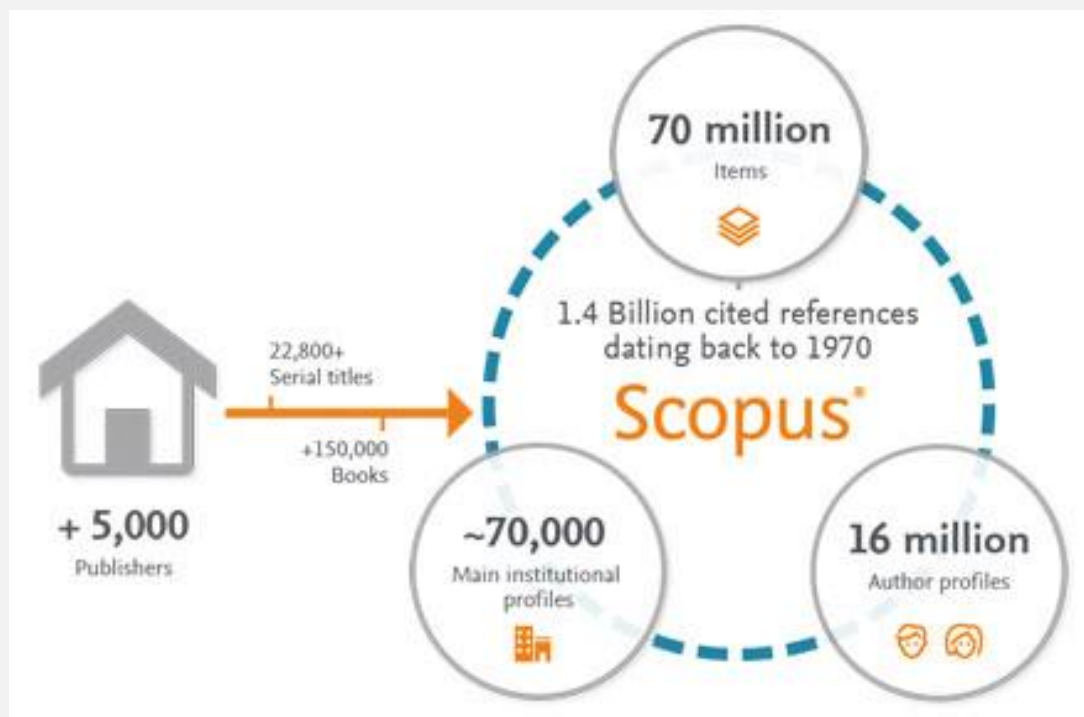 70 million
Items
1.4 Billion cited references
dating back to 1970
Scopus®
22,800+
Serial titles
+150,000
Books
+ 5,000
Publishers
~70,000
Main institutional
profiles
16 million
Author profiles